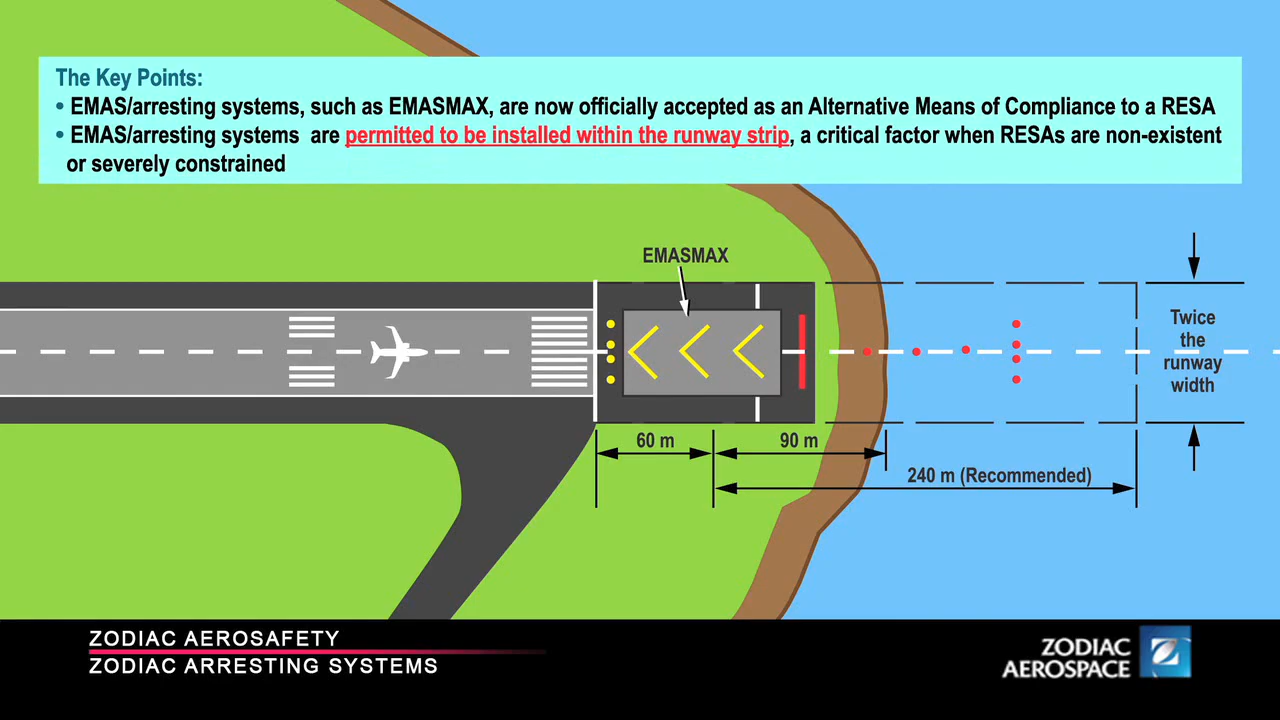 The Key Points:
• EMAS/arresting systems, such as EMASMAX, are now officially accepted as an Alternative Means of Compliance to a RESA
• EMAS/arresting systems are permitted to be installed within the runway strip, a critical factor when RESAs are non-existent
or severely constrained
EMASMAX
Twice
the
runway
width
60 m
90 m
240 m (Recommended)
ZODIAC AEROSAFETY
ZODIAC ARRESTING SYSTEMS
ZODIAC
AEROSPACE